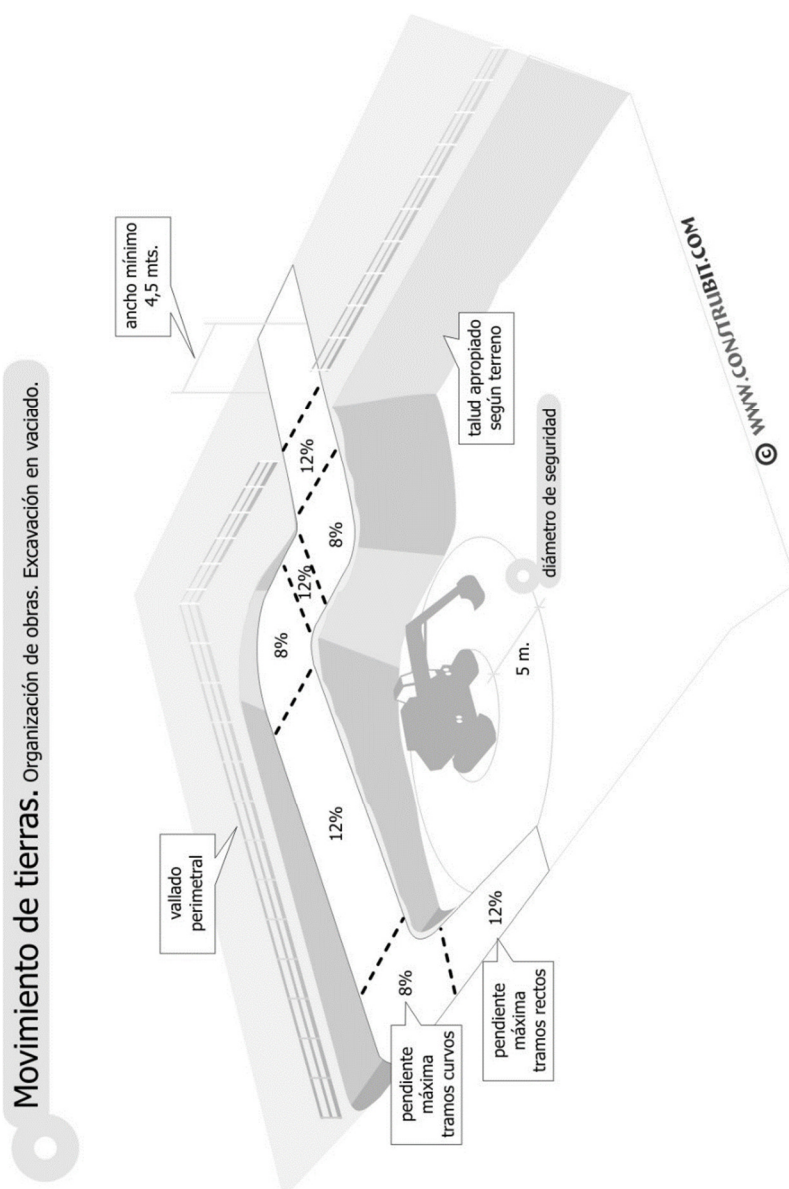 Movimiento de tierras. Organización de obras. Excavación en vaciado.
ancho mínimo
4,5 mts.
vallado
perimetral
12%
8%
12%
8%
12%
8%
12%
talud apropiado
según terreno
diámetro de seguridad
5 m.
pendiente
máxima
tramos curvos
pendiente
máxima
tramos rectos
© WWW.CONSTRUBIT.COM